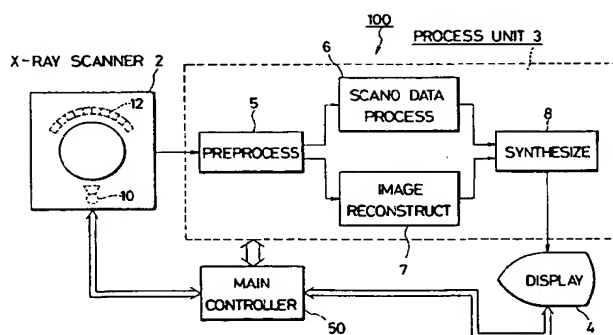 100
PROCESS UNIT 3
X-RAY SCANNER 2
12
10
5
PREPROCESS
6
SCANO DATA
PROCESS
IMAGE
RECONSTRUCT
7
8
SYNTHESIZE
MAIN
CONTROLLER
50
DISPLAY
4